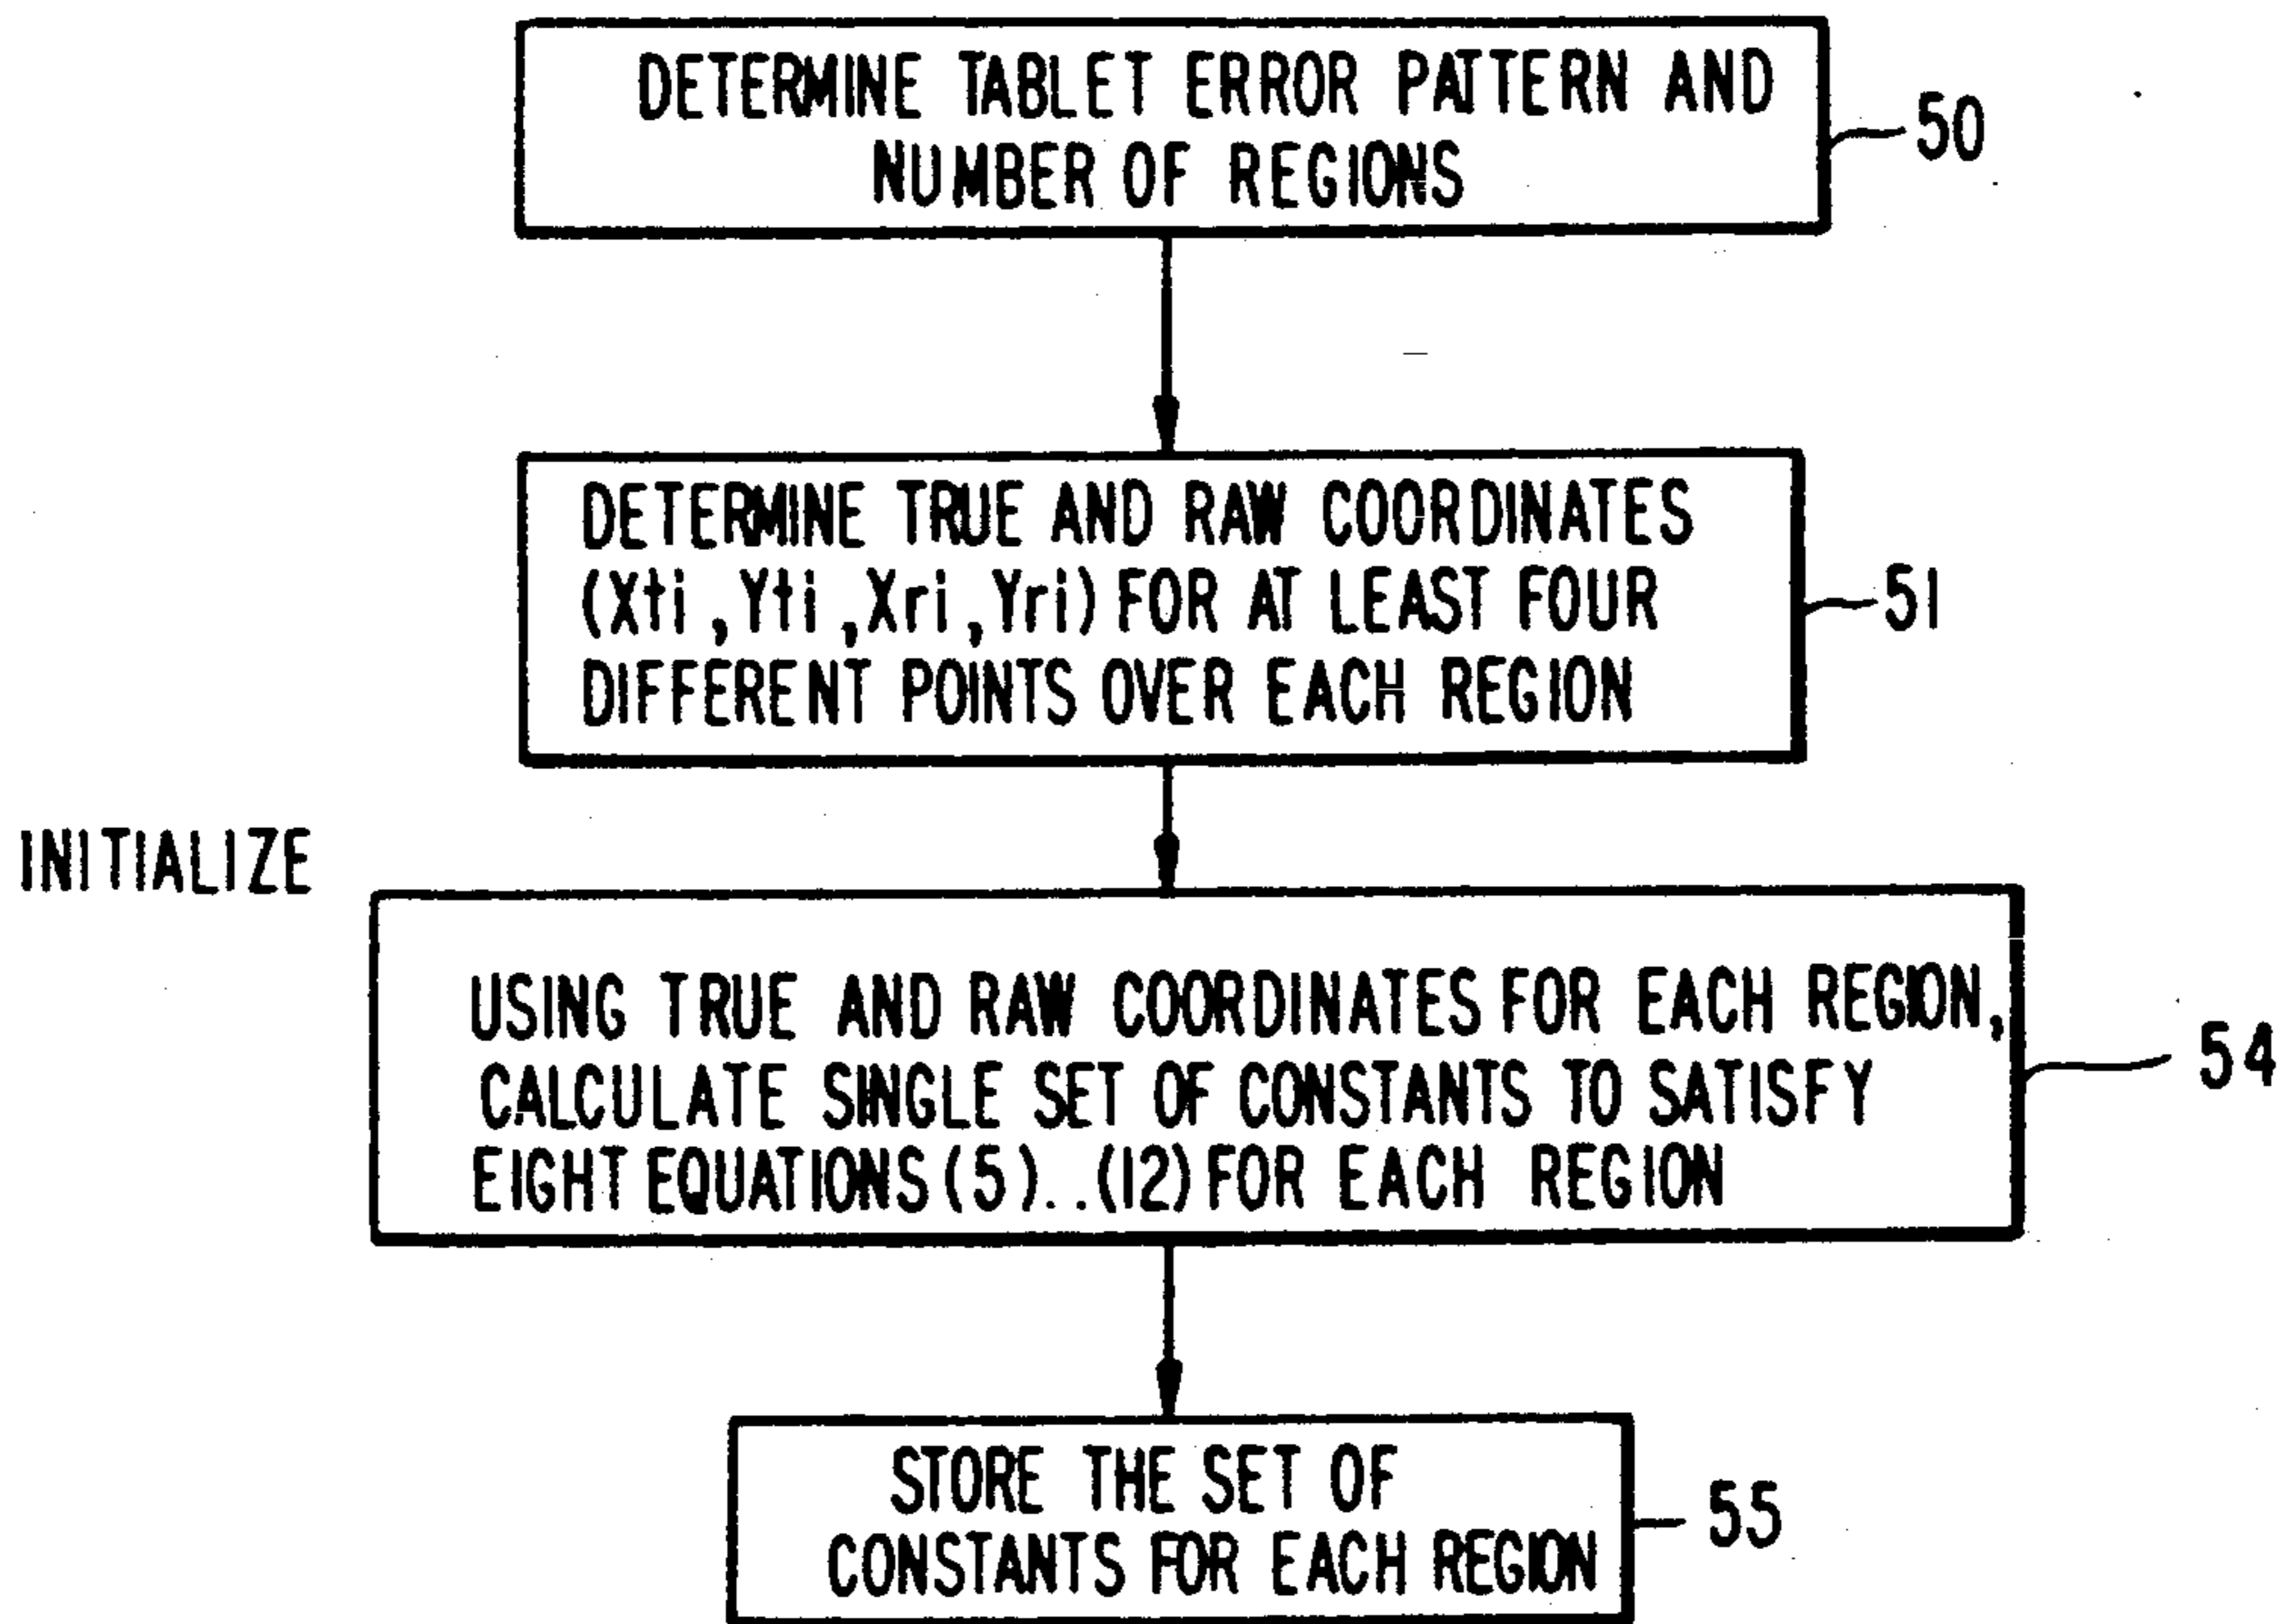 DETERMINE TABLET ERROR PATTERN AND
NUMBER OF REGIONS
50
DETERMINE TRUE AND RAW COORDINATES
(Xti, Yti, Xri, Yri) FOR AT LEAST FOUR
DIFFERENT POINTS OVER EACH REGION
51
INITIALIZE
USING TRUE AND RAW COORDINATES FOR EACH REGION,
CALCULATE SINGLE SET OF CONSTANTS TO SATISFY
EIGHT EQUATIONS (5)..(12) FOR EACH REGION
54
STORE THE SET OF
CONSTANTS FOR EACH REGION
55